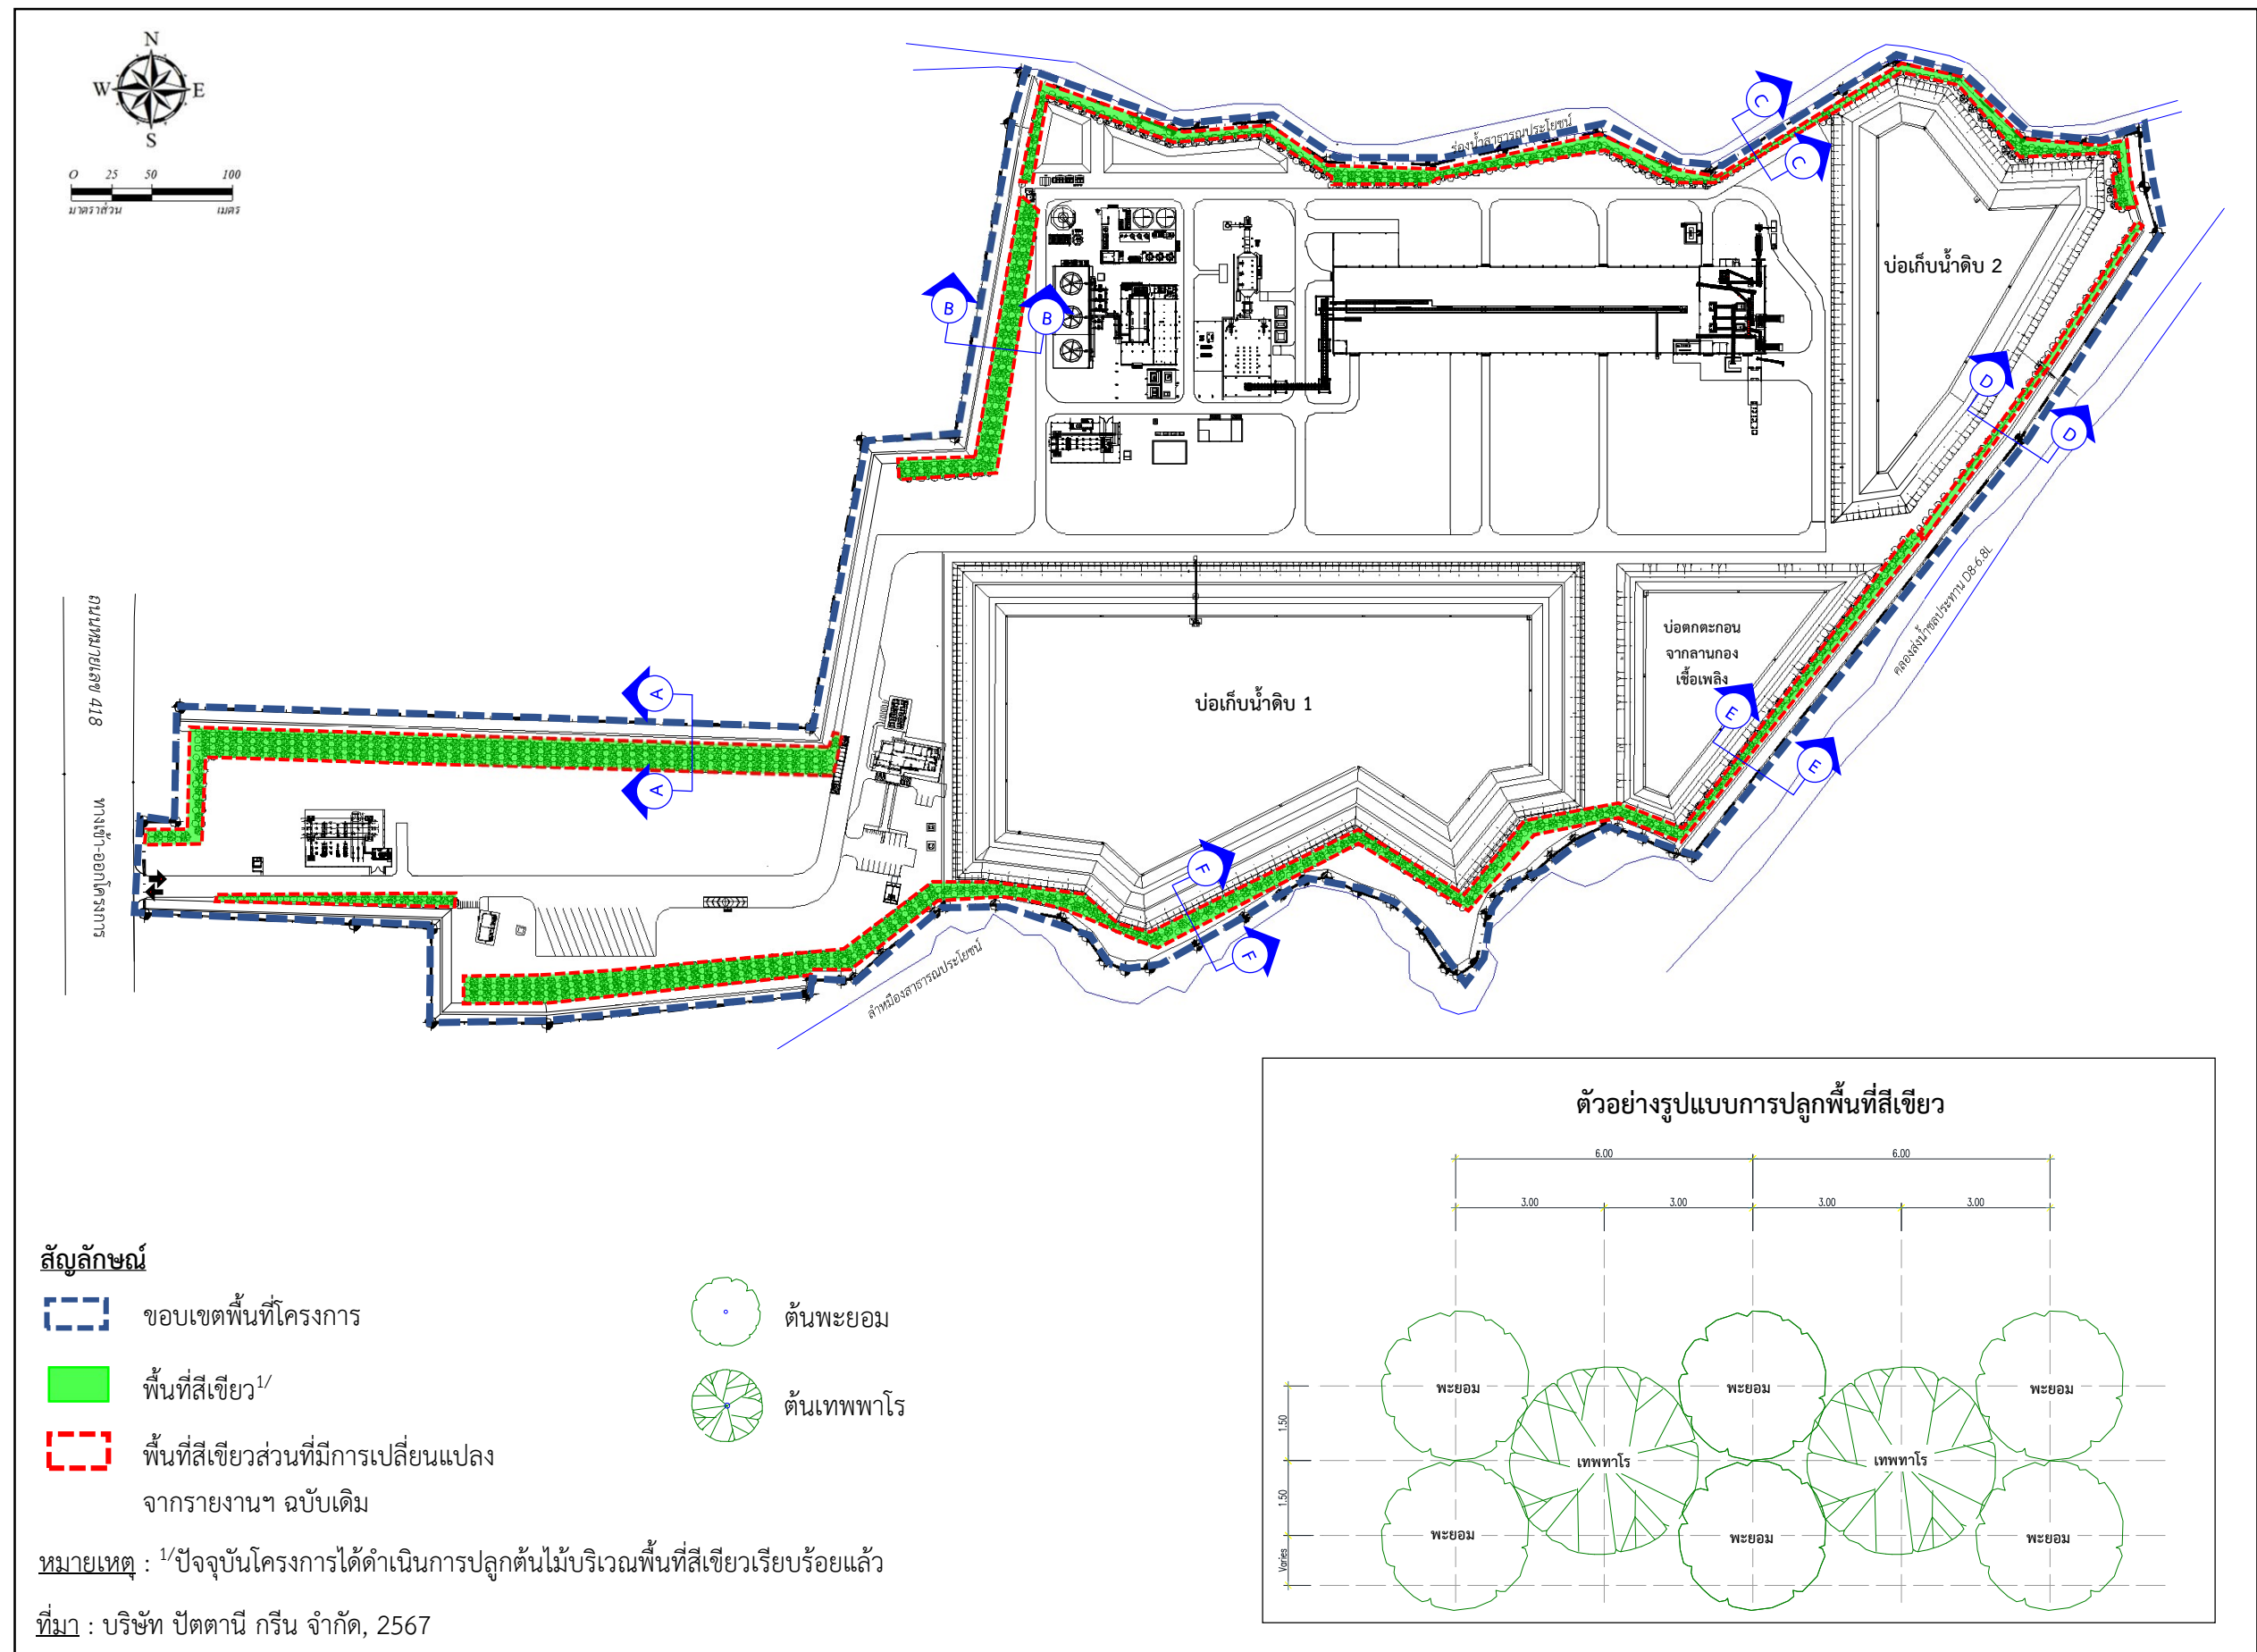 N
W E
S
0 25 50 100
มาตราส่วน เมตร
ร่องน้ำสาธารณประโยชน์
C
C
บ่อเก็บน้ำดิบ 2
B
B
D
D
คลองส่งน้ำชลประทาน D8-6.8L
ถนนหมายเลข 418
ทางเข้า-ออกโครงการ
A
A
บ่อเก็บน้ำดิบ 1
บ่อตกตะกอน
จากลานกอง
เชื้อเพลิง
E
E
F
F
ลำเหมืองสาธารณประโยชน์
ตัวอย่างรูปแบบการปลูกพื้นที่สีเขียว
6.00 6.00
3.00 3.00 3.00 3.00
พะยอม พะยอม พะยอม
1.50
เทพทาโร เทพทาโร
1.50
พะยอม พะยอม พะยอม
Varies
สัญลักษณ์
ขอบเขตพื้นที่โครงการ
ต้นพะยอม
พื้นที่สีเขียว1/
ต้นเทพพาโร
พื้นที่สีเขียวส่วนที่มีการเปลี่ยนแปลง
จากรายงานฯ ฉบับเดิม
หมายเหตุ : 1/ปัจจุบันโครงการได้ดำเนินการปลูกต้นไม้บริเวณพื้นที่สีเขียวเรียบร้อยแล้ว
ที่มา : บริษัท ปัตตานี กรีน จำกัด, 2567